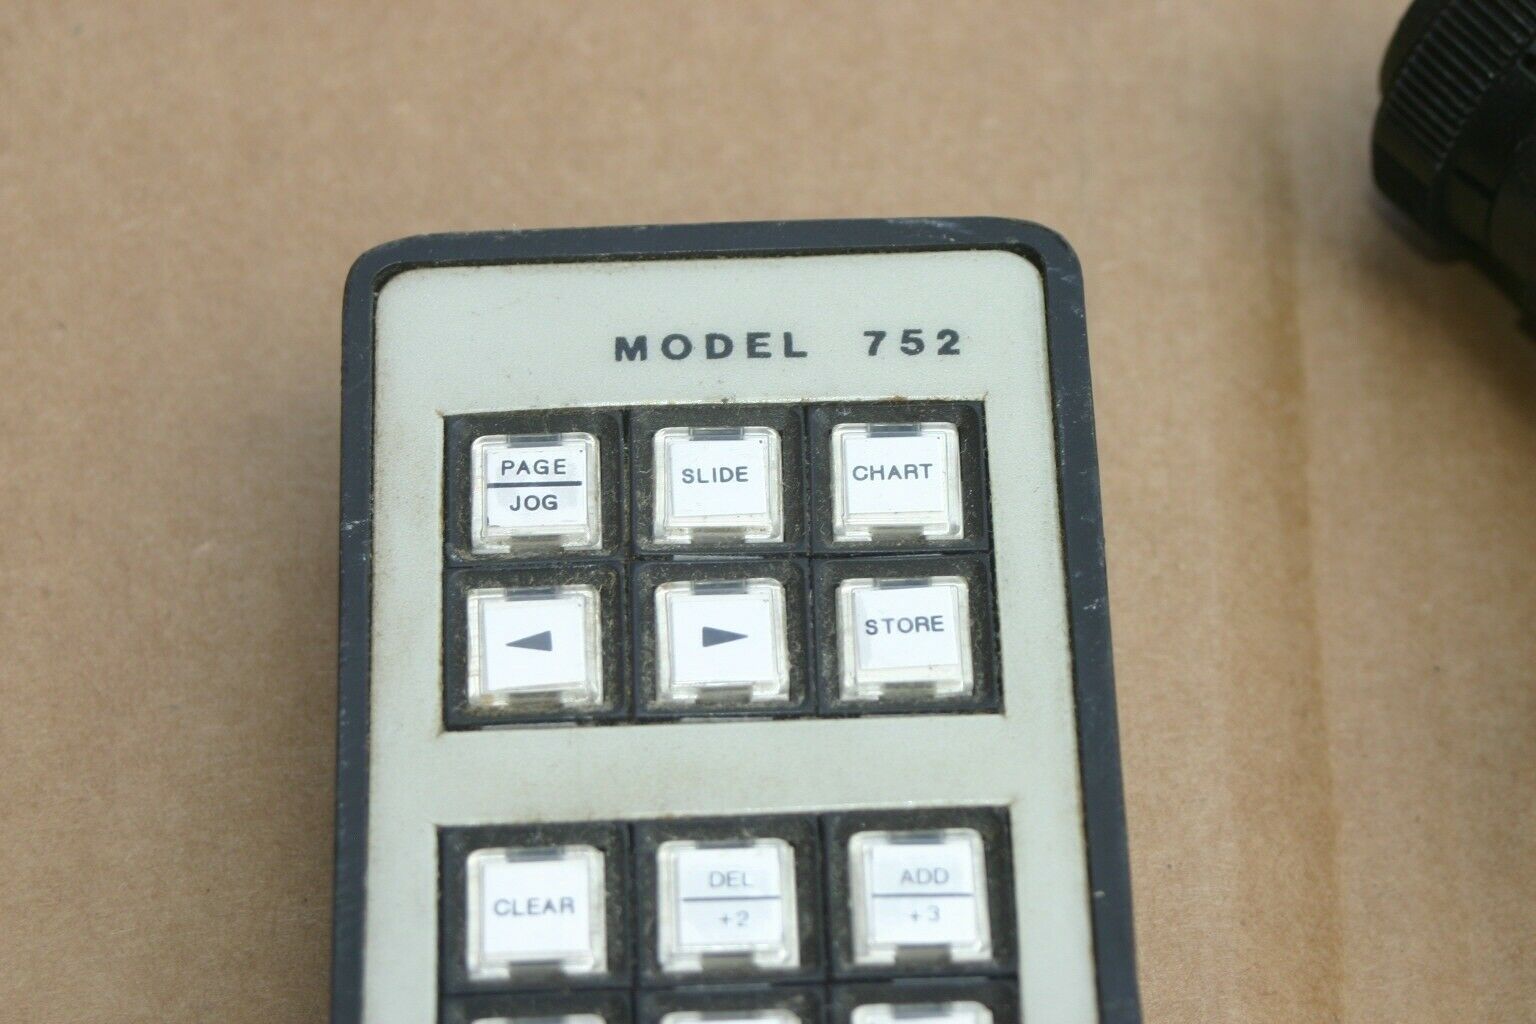 MODEL 752
PAGE
JOG
SLIDE
CHART
STORE
CLEAR
DEL
+2
ADD
+3